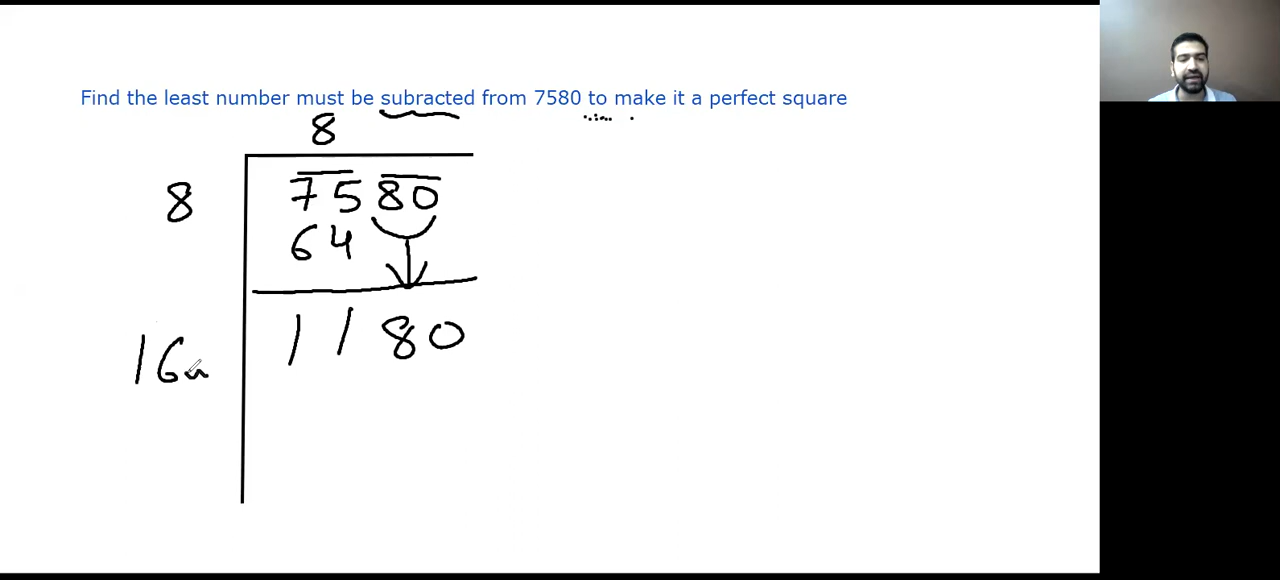 Find the least number must be subracted from 7580 to make it a perfect square
8
8 7580
64
16 1180